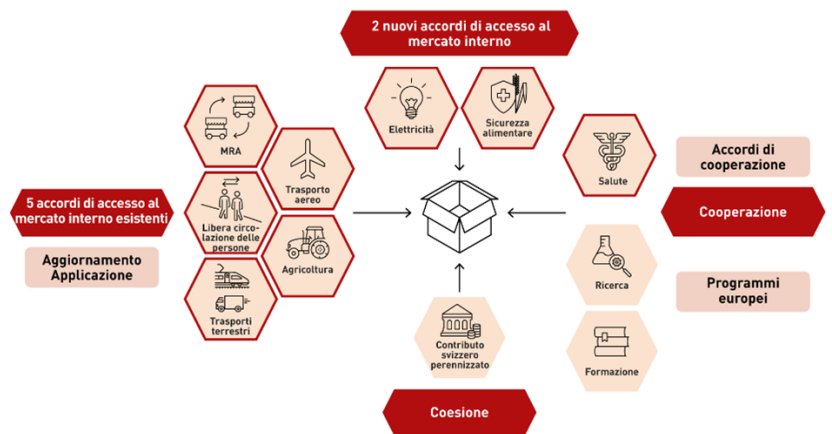 2 nuovi accordi di accesso al
mercato interno
Elettricità
Sicurezza
alimentare
MRA
Trasporto
aereo
Libera circo-
lazione delle
persone
Agricoltura
Trasporti
terrestri
5 accordi di accesso al
mercato interno esistenti
Aggiornamento
Applicazione
Salute
Accordi di
cooperazione
Cooperazione
Ricerca
Programmi
europei
Formazione
Contributo
svizzero
perennizzato
Coesione